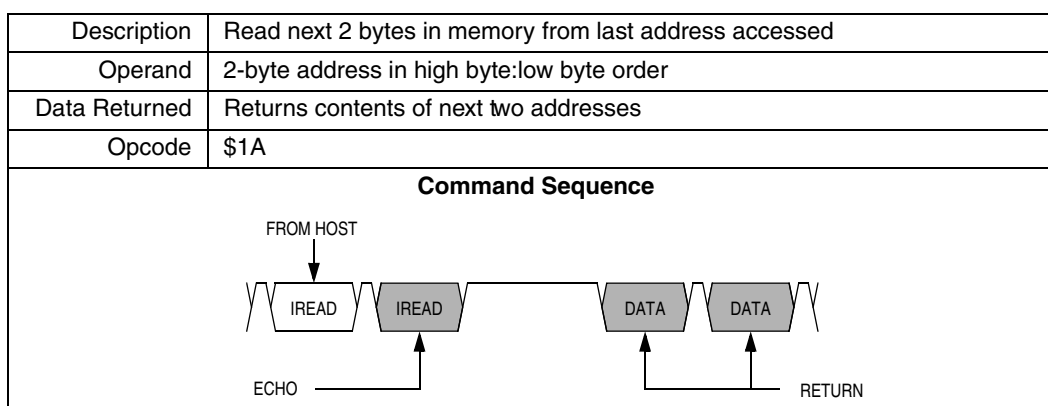 Description Read next 2 bytes in memory from last address accessed
Operand 2-byte address in high byte:low byte order
Data Returned Returns contents of next two addresses
Opcode $1A
Command Sequence
FROM HOST
IREAD IREAD DATA DATA
ECHO RETURN